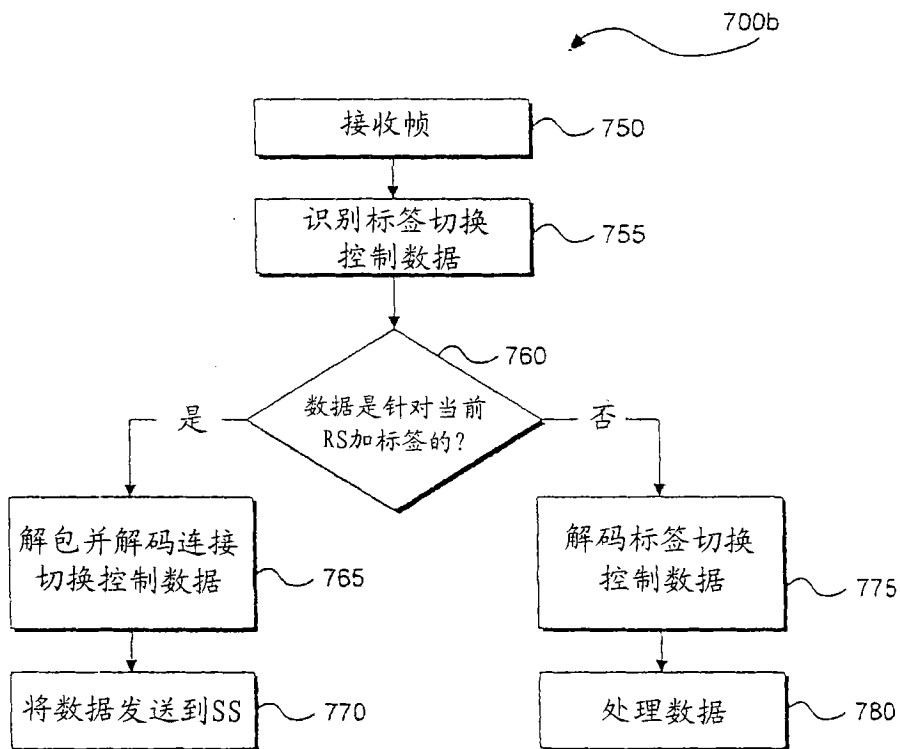 700b
接收帧
750
识别标签切换
控制数据
755
760
数据是针对当前
RS加标签的?
是
否
解包并解码连接
切换控制数据
765
解码标签切换
控制数据
775
将数据发送到SS
770
处理数据
780